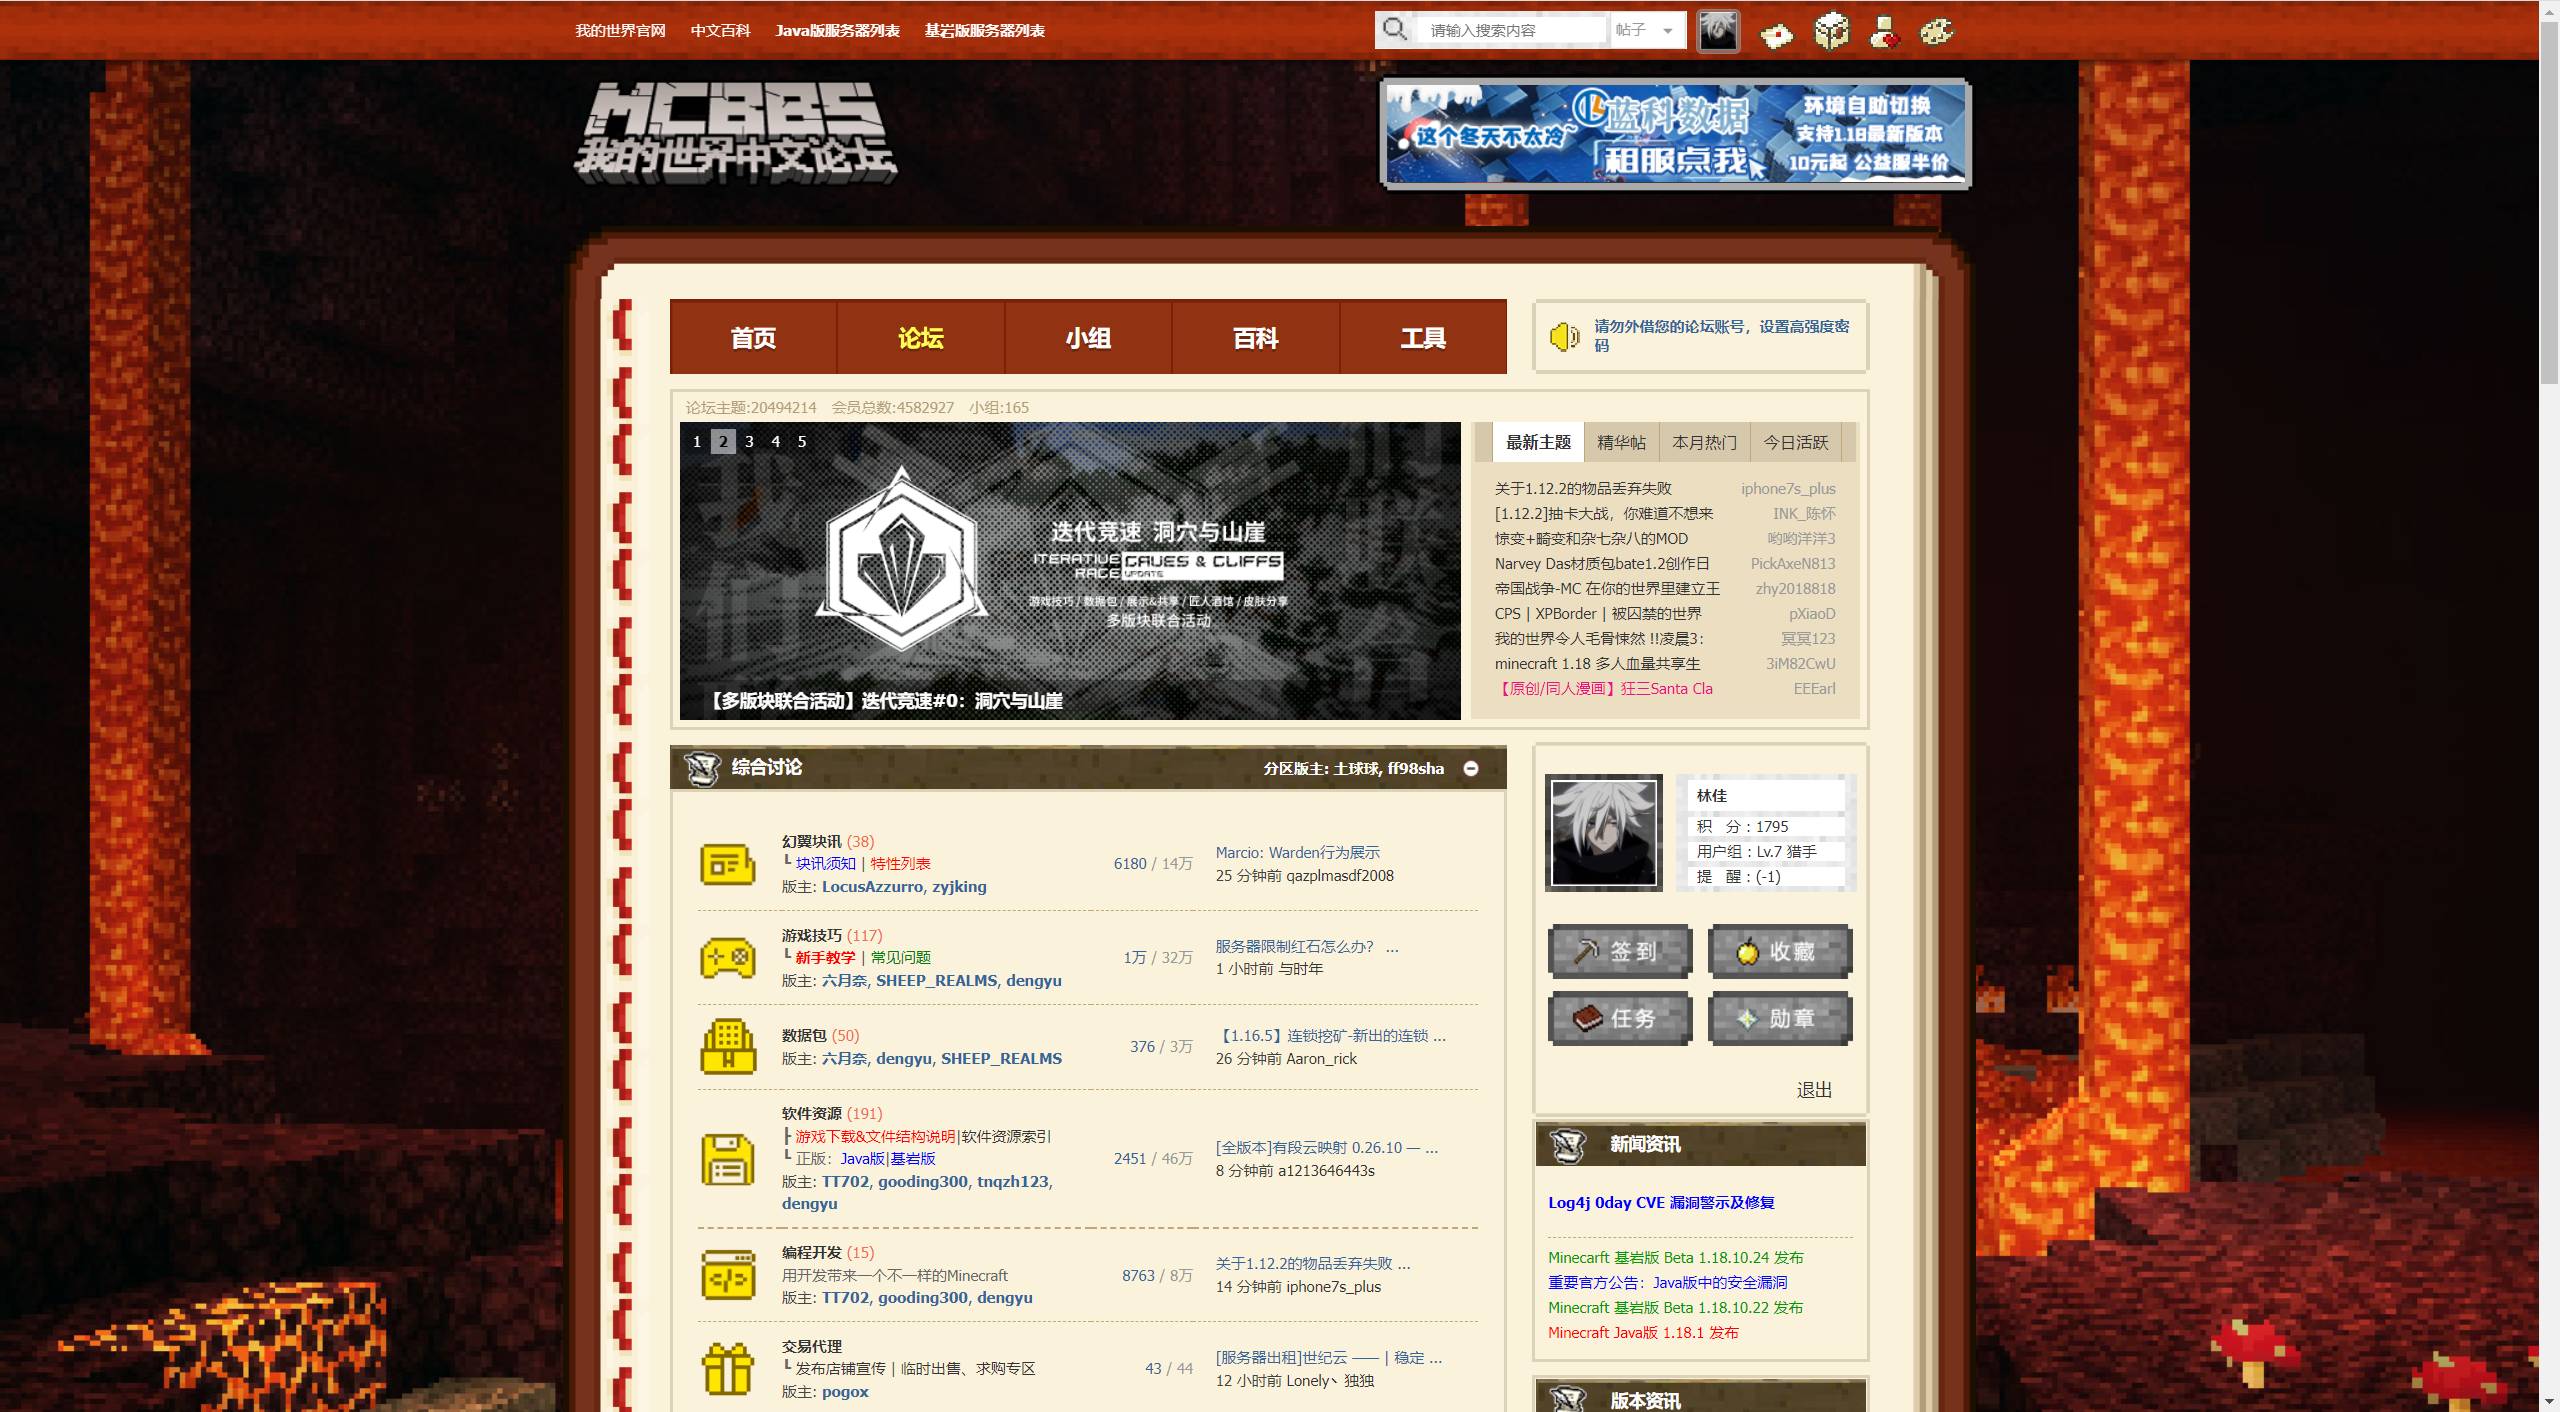 我的世界官网 中文百科 Java版服务器列表 基岩版服务器列表
请输入搜索内容 帖子
MCBBS
我的世界中文论坛
这个冬天不太冷~
蓝科数据
租服点我
环境自助切换
支持1.18最新版本
10元起 公益服半价
首页 论坛 小组 百科 工具
请勿外借您的论坛账号，设置高强度密
码
论坛主题:20494214 会员总数:4582927 小组:165
1 2 3 4 5
迭代竞速 洞穴与山崖
ITERATIVE RACE CAVES & CLIFFS UPDATE
游戏技巧 / 数据包 / 展示&共享 / 匠人酒馆 / 皮肤分享
多版块联合活动
【多版块联合活动】迭代竞速#0：洞穴与山崖
最新主题 精华帖 本月热门 今日活跃
关于1.12.2的物品丢弃失败 iphone7s_plus
[1.12.2]抽卡大战，你难道不想来 INK_陈怀
惊变+畸变和杂七杂八的MOD 哟哟洋洋3
Narvey Das材质包bate1.2创作日 PickAxeN813
帝国战争-MC 在你的世界里建立王 zhy2018818
CPS | XPBorder | 被囚禁的世界 pXiaoD
我的世界令人毛骨悚然 !!凌晨3： 冥冥123
minecraft 1.18 多人血量共享生 3iM82CwU
【原创/同人漫画】狂三Santa Cla EEEarl
综合讨论 分区版主: 土球球, ff98sha
幻翼块讯 (38)
┗ 块讯须知 | 特性列表
版主: LocusAzzurro, zyjking
6180 / 14万
Marcio: Warden行为展示
25 分钟前 qazplmasdf2008
游戏技巧 (117)
┗ 新手教学 | 常见问题
版主: 六月奈, SHEEP_REALMS, dengyu
1万 / 32万
服务器限制红石怎么办？ ...
1 小时前 与时年
数据包 (50)
版主: 六月奈, dengyu, SHEEP_REALMS
376 / 3万
【1.16.5】连锁挖矿-新出的连锁 ...
26 分钟前 Aaron_rick
软件资源 (191)
┣ 游戏下载&文件结构说明|软件资源索引
┗ 正版：Java版|基岩版
版主: TT702, gooding300, tnqzh123,
dengyu
2451 / 46万
[全版本]有段云映射 0.26.10 — ...
8 分钟前 a1213646443s
编程开发 (15)
用开发带来一个不一样的Minecraft
版主: TT702, gooding300, dengyu
8763 / 8万
关于1.12.2的物品丢弃失败 ...
14 分钟前 iphone7s_plus
交易代理
┗ 发布店铺宣传 | 临时出售、求购专区
版主: pogox
43 / 44
[服务器出租]世纪云 —— | 稳定 ...
12 小时前 Lonely丶独独
林佳
积 分：1795
用户组：Lv.7 猎手
提 醒：(-1)
签到 收藏
任务 勋章
退出
新闻资讯
Log4j 0day CVE 漏洞警示及修复
Minecarft 基岩版 Beta 1.18.10.24 发布
重要官方公告：Java版中的安全漏洞
Minecraft 基岩版 Beta 1.18.10.22 发布
Minecraft Java版 1.18.1 发布
版本资讯